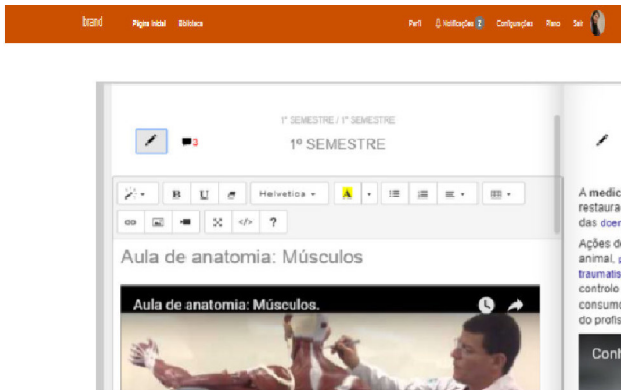 brand Página Inicial Biblioteca Perfil Notificações 2 Configurações Plano Sair
1º SEMESTRE / 1º SEMESTRE
1º SEMESTRE
B U Helvetica A
</> ?
Aula de anatomia: Músculos
Aula de anatomia: Músculos.
A medic
restaura
das doen
Ações d
animal, p
traumatis
controlo
consumo
do profis
Conh